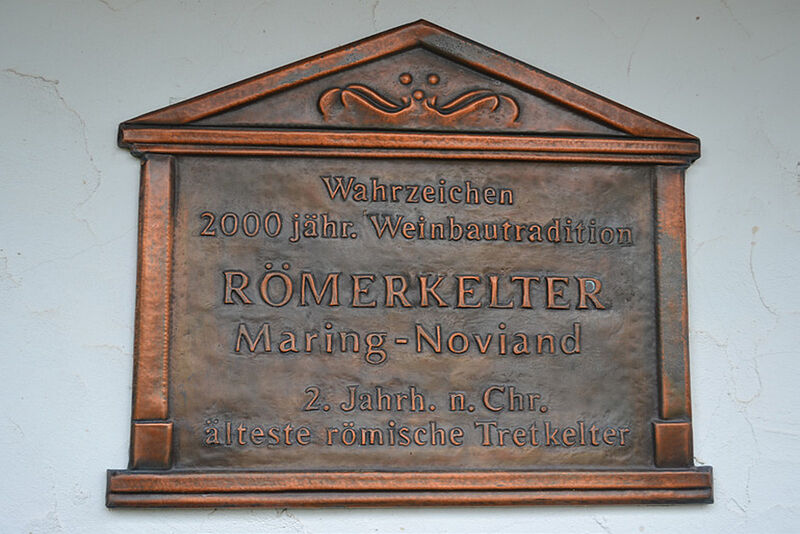 Wahrzeichen
2000 jähr. Weinbautradition
RÖMERKELTER
Maring-Noviand
2. Jahrh. n. Chr.
älteste römische Tretkelter